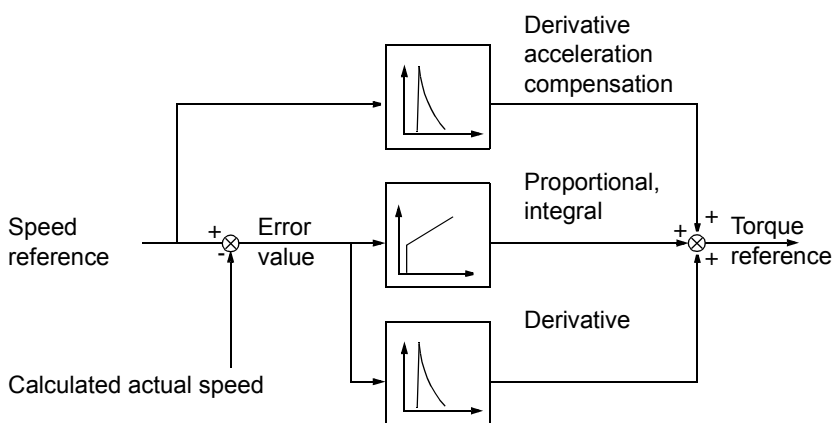 Derivative
acceleration
compensation
Proportional,
integral
+
Speed
reference
+
-
Error
value
+
+
Torque
reference
Derivative
Calculated actual speed